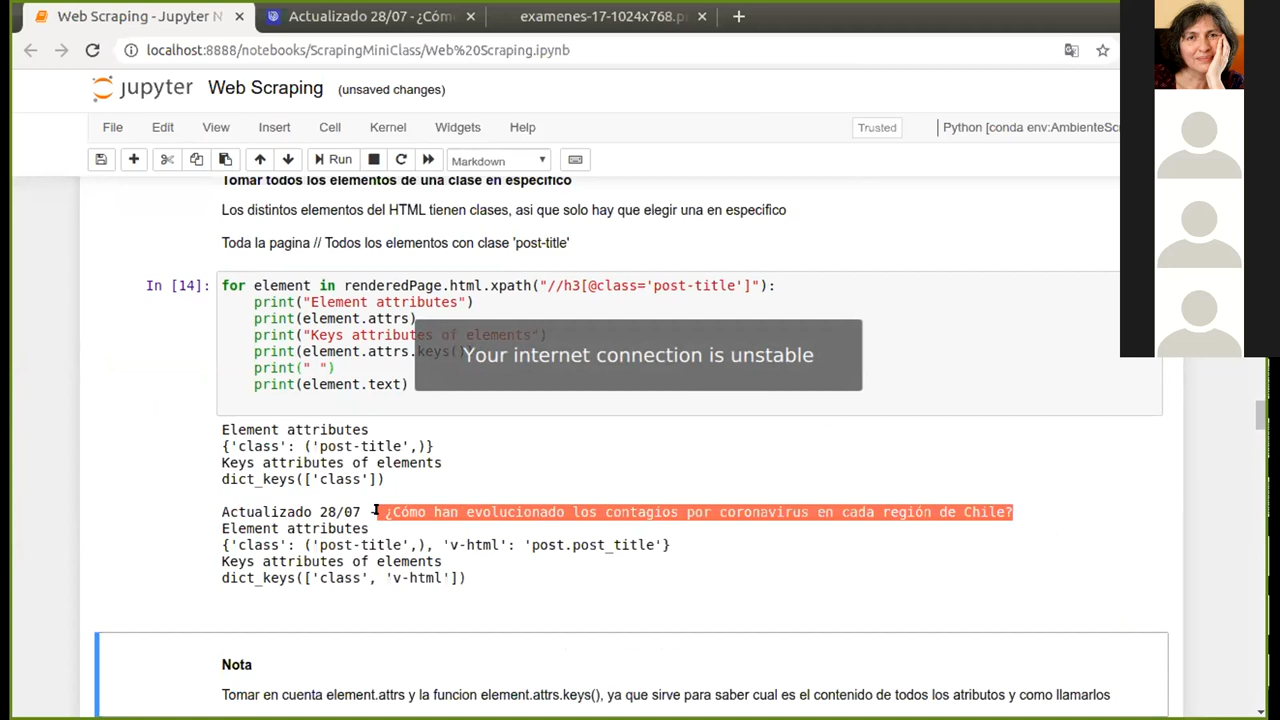 Web Scraping - Jupyter N
Actualizado 28/07 - ¿Cóm
examenes-17-1024x768.p
localhost:8888/notebooks/ScrapingMiniClass/Web%20Scraping.ipynb
jupyter Web Scraping (unsaved changes)
File Edit View Insert Cell Kernel Widgets Help Trusted Python [conda env:AmbienteSc
Run Markdown
Tomar todos los elementos de una clase en especifico
Los distintos elementos del HTML tienen clases, asi que solo hay que elegir una en especifico
Toda la pagina // Todos los elementos con clase 'post-title'
In [14]: for element in renderedPage.html.xpath("//h3[@class='post-title']"):
print("Element attributes")
print(element.attrs)
print("Keys attributes of elements")
print(element.attrs.keys())
Your internet connection is unstable
print(" ")
print(element.text)
Element attributes
{'class': ('post-title',)}
Keys attributes of elements
dict_keys(['class'])
Actualizado 28/07 - ¿Cómo han evolucionado los contagios por coronavirus en cada región de Chile?
Element attributes
{'class': ('post-title',), 'v-html': 'post.post_title'}
Keys attributes of elements
dict_keys(['class', 'v-html'])
Nota
Tomar en cuenta element.attrs y la funcion element.attrs.keys(), ya que sirve para saber cual es el contenido de todos los atributos y como llamarlos